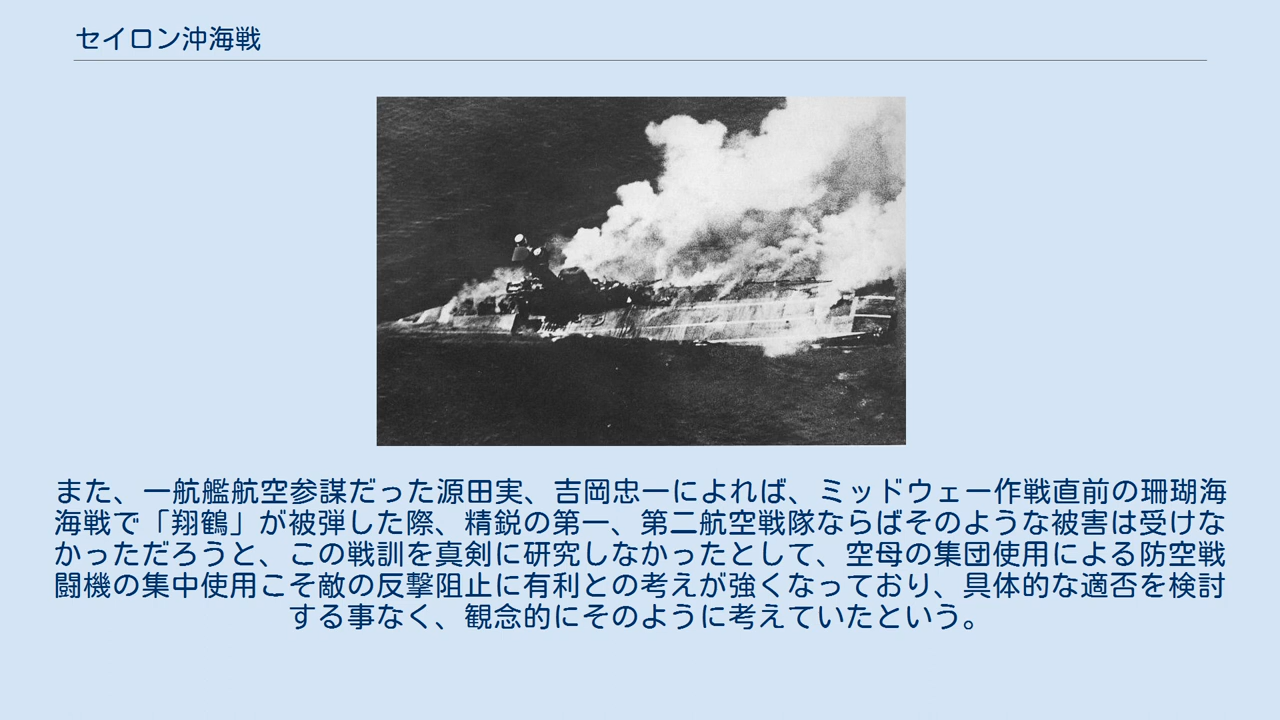 セイロン沖海戦
また、一航艦航空参謀だった源田実、吉岡忠一によれば、ミッドウェー作戦直前の珊瑚海
海戦で「翔鶴」が被弾した際、精鋭の第一、第二航空戦隊ならばそのような被害は受けな
かっただろうと、この戦訓を真剣に研究しなかったとして、空母の集団使用による防空戦
闘機の集中使用こそ敵の反撃阻止に有利との考えが強くなっており、具体的な適否を検討
する事なく、観念的にそのように考えていたという。